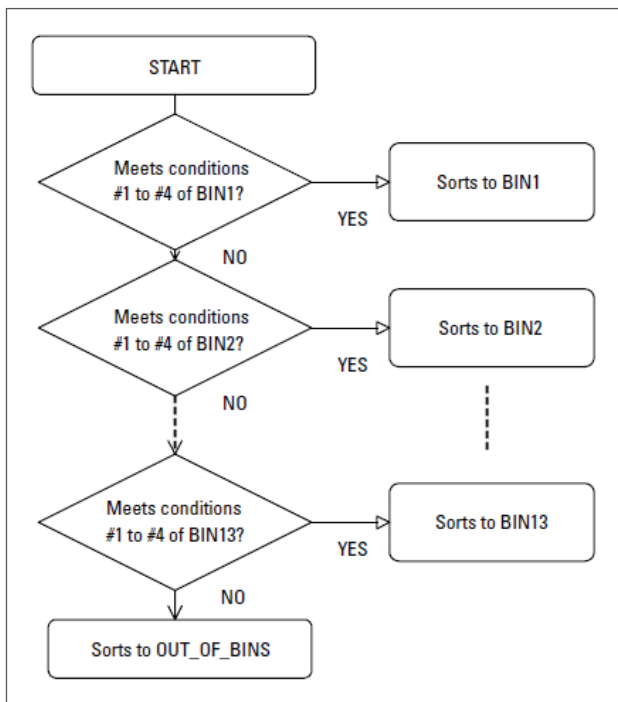 START
Meets conditions
#1 to #4 of BIN1?
Sorts to BIN1
YES
NO
Meets conditions
#1 to #4 of BIN2?
Sorts to BIN2
YES
NO
Meets conditions
#1 to #4 of BIN13?
Sorts to BIN13
YES
NO
Sorts to OUT_OF_BINS